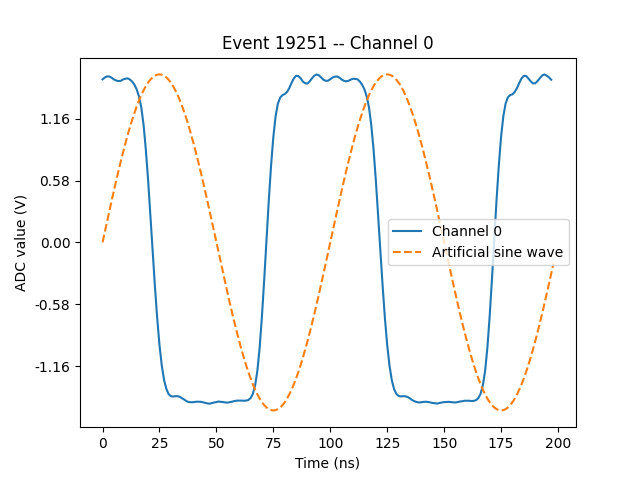 Event 19251 -- Channel 0
ADC value (V)
1.16
0.58
0.00
-0.58
-1.16
Channel 0
Artificial sine wave
0 25 50 75 100 125 150 175 200
Time (ns)